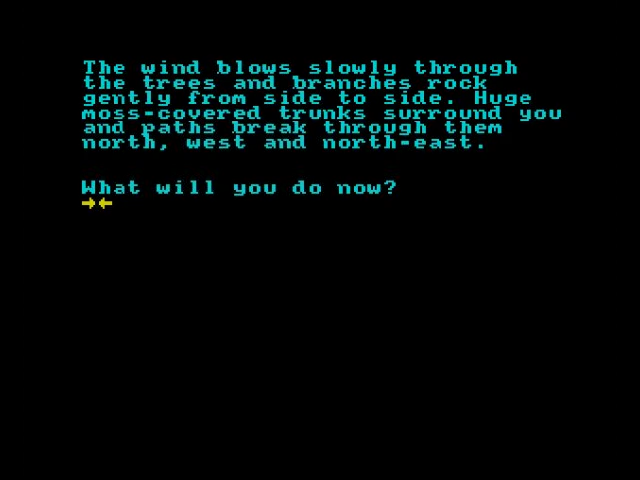 The wind blows slowly through
the trees and branches rock
gently from side to side. Huge
moss-covered trunks surround you
and paths break through them
north, west and north-east.
What will you do now?
→←